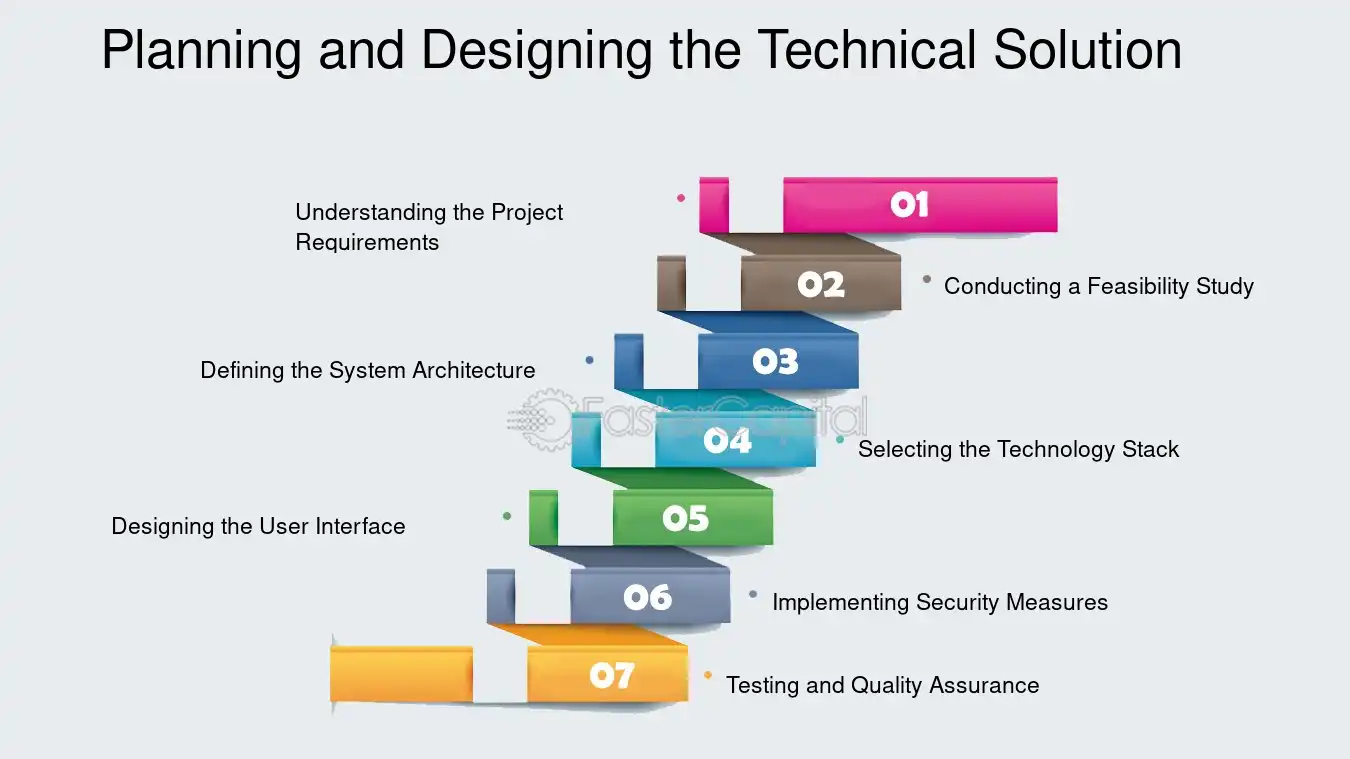 Planning and Designing the Technical Solution
01
Understanding the Project
Requirements
02
Conducting a Feasibility Study
03
Defining the System Architecture
FasterCapital
04
Selecting the Technology Stack
05
Designing the User Interface
06
Implementing Security Measures
07
Testing and Quality Assurance